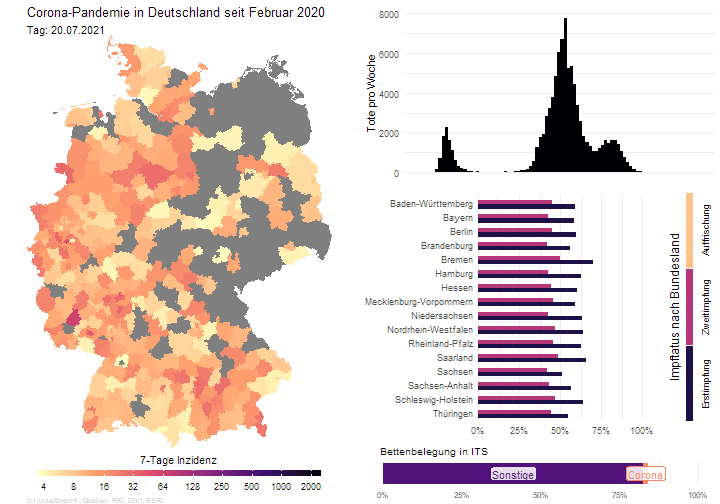 Corona-Pandemie in Deutschland seit Februar 2020
Tag: 20.07.2021
7-Tage Inzidenz
4 8 16 32 64 128 250 500 1000 2000
(c) /u/zeitbrennt | Quellen: RKI, DIVI, ESRI
Tote pro Woche
8000
6000
4000
2000
0
Baden-Württemberg
Bayern
Berlin
Brandenburg
Bremen
Hamburg
Hessen
Mecklenburg-Vorpommern
Niedersachsen
Nordrhein-Westfalen
Rheinland-Pfalz
Saarland
Sachsen
Sachsen-Anhalt
Schleswig-Holstein
Thüringen
0% 25% 50% 75% 100%
Impfstatus nach Bundesland
Auffrischung
Zweitimpfung
Erstimpfung
Bettenbelegung in ITS
Sonstige Corona
0% 25% 50% 75% 100%